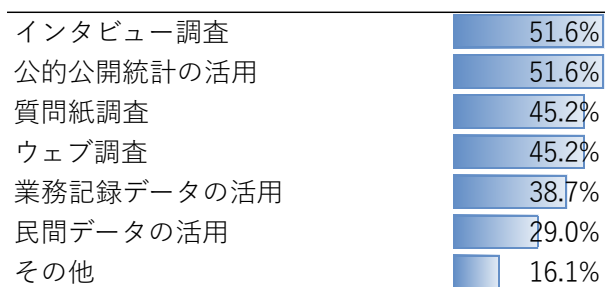 インタビュー調査 51.6%
公的公開統計の活用 51.6%
質問紙調査 45.2%
ウェブ調査 45.2%
業務記録データの活用 38.7%
民間データの活用 29.0%
その他 16.1%